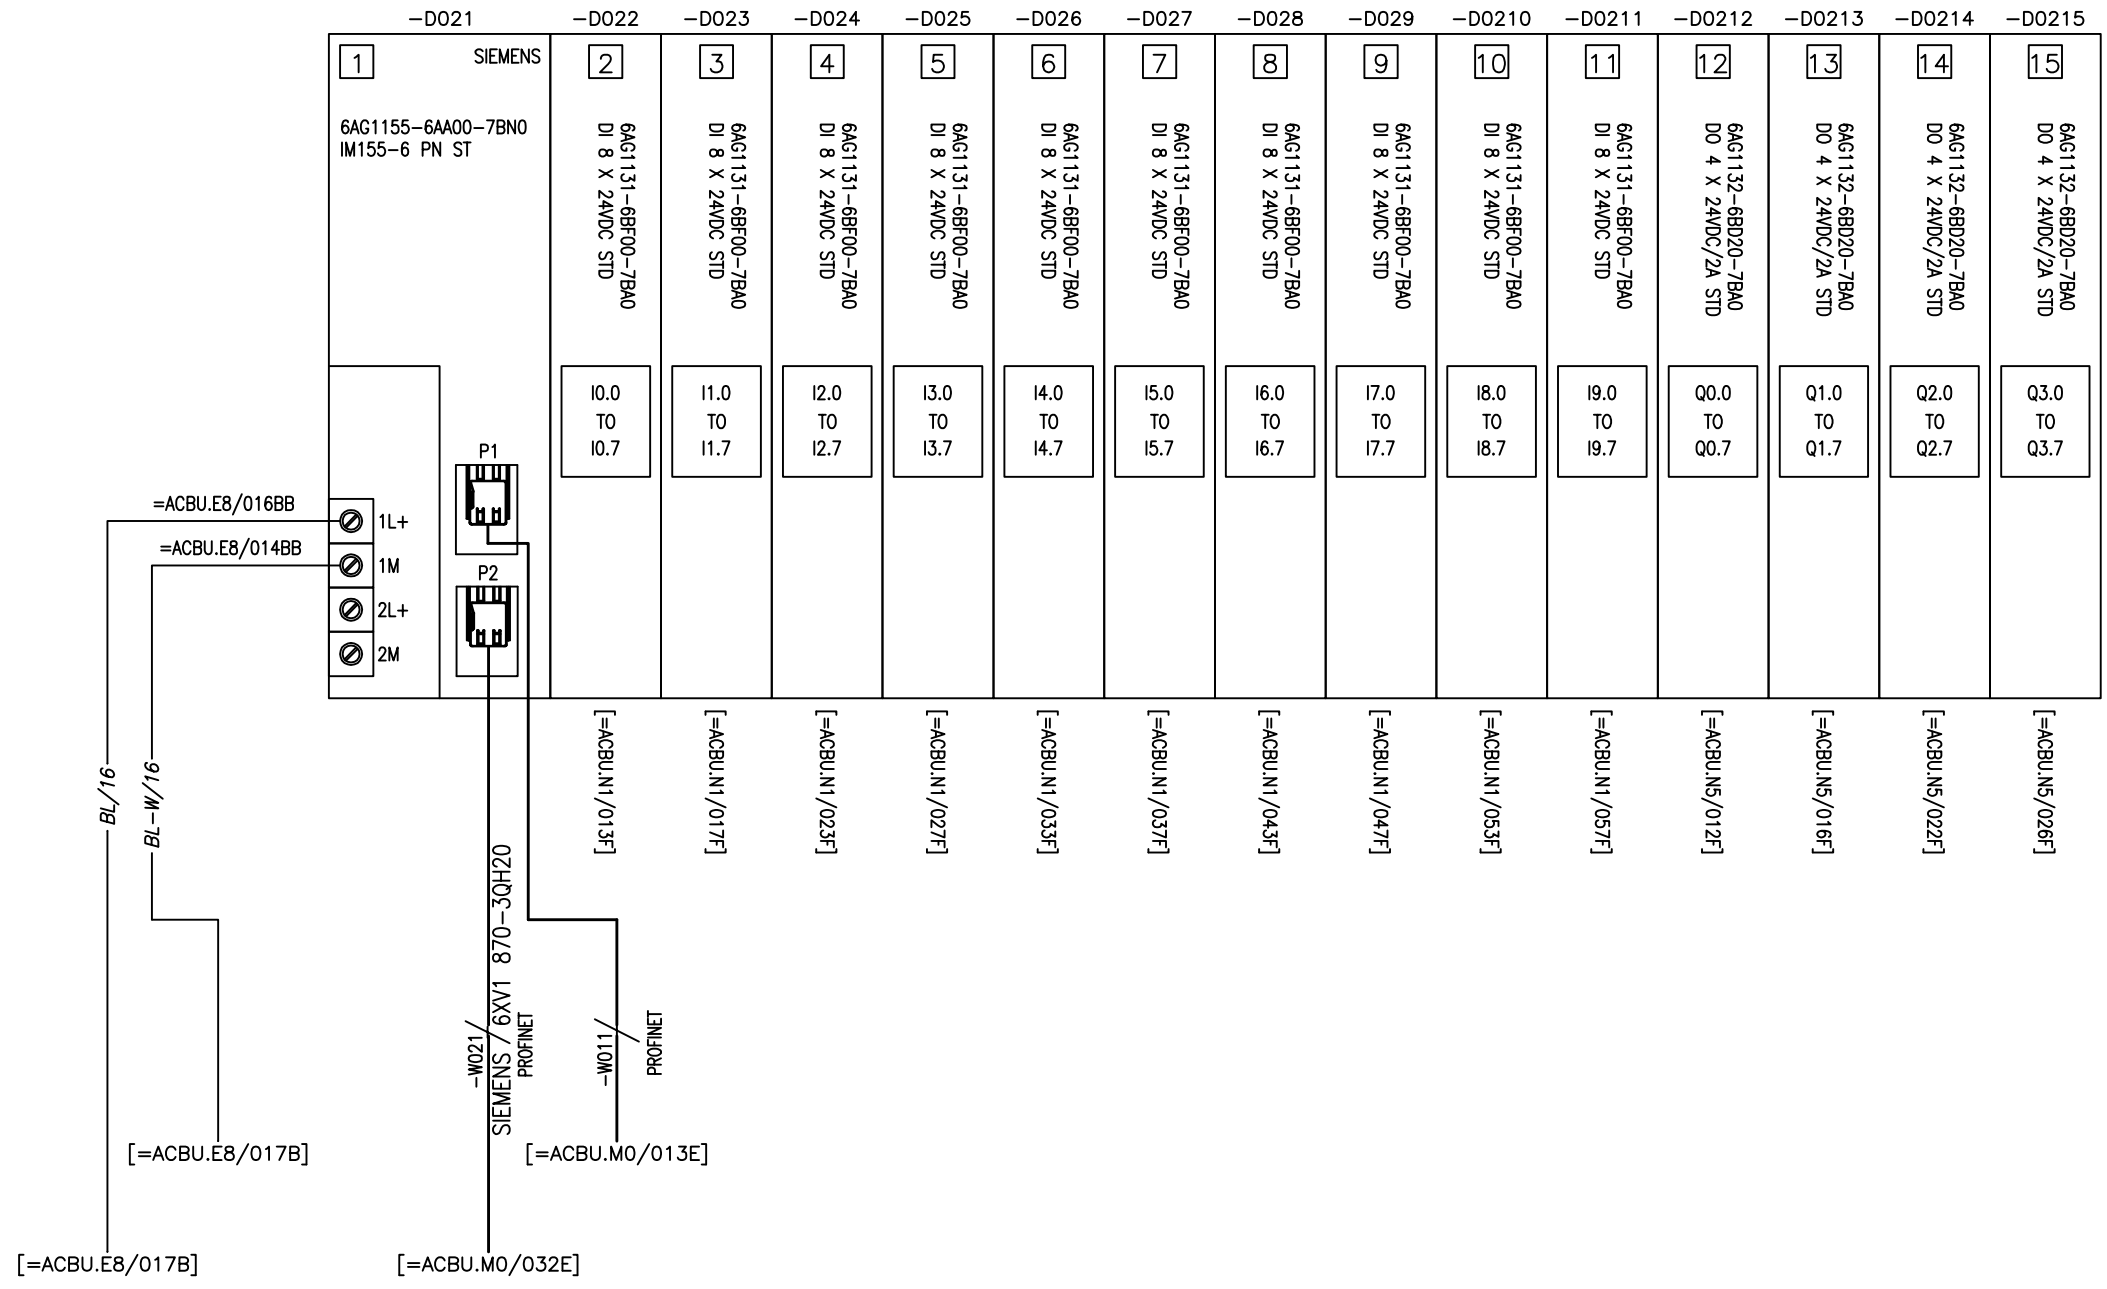 -D021 -D022 -D023 -D024 -D025 -D026 -D027 -D028 -D029 -D0210 -D0211 -D0212 -D0213 -D0214 -D0215
1 SIEMENS 2 3 4 5 6 7 8 9 10 11 12 13 14 15
6AG1155-6AA00-7BN0
IM155-6 PN ST
6AG1131-6BF00-7BA0
DI 8 X 24VDC STD
6AG1131-6BF00-7BA0
DI 8 X 24VDC STD
6AG1131-6BF00-7BA0
DI 8 X 24VDC STD
6AG1131-6BF00-7BA0
DI 8 X 24VDC STD
6AG1131-6BF00-7BA0
DI 8 X 24VDC STD
6AG1131-6BF00-7BA0
DI 8 X 24VDC STD
6AG1131-6BF00-7BA0
DI 8 X 24VDC STD
6AG1131-6BF00-7BA0
DI 8 X 24VDC STD
6AG1131-6BF00-7BA0
DI 8 X 24VDC STD
6AG1131-6BF00-7BA0
DI 8 X 24VDC STD
6AG1132-6BD20-7BA0
DO 4 X 24VDC/2A STD
6AG1132-6BD20-7BA0
DO 4 X 24VDC/2A STD
6AG1132-6BD20-7BA0
DO 4 X 24VDC/2A STD
6AG1132-6BD20-7BA0
DO 4 X 24VDC/2A STD
I0.0 I1.0 I2.0 I3.0 I4.0 I5.0 I6.0 I7.0 I8.0 I9.0 Q0.0 Q1.0 Q2.0 Q3.0
TO TO TO TO TO TO TO TO TO TO TO TO TO TO
I0.7 I1.7 I2.7 I3.7 I4.7 I5.7 I6.7 I7.7 I8.7 I9.7 Q0.7 Q1.7 Q2.7 Q3.7
P1
=ACBU.E8/016BB
1L+
=ACBU.E8/014BB
1M
P2
2L+
2M
[=ACBU.N1/013F]
[=ACBU.N1/017F]
[=ACBU.N1/023F]
[=ACBU.N1/027F]
[=ACBU.N1/033F]
[=ACBU.N1/037F]
[=ACBU.N1/043F]
[=ACBU.N1/047F]
[=ACBU.N1/053F]
[=ACBU.N1/057F]
[=ACBU.N5/012F]
[=ACBU.N5/016F]
[=ACBU.N5/022F]
[=ACBU.N5/026F]
BL/16
BL-W/16
-W021
SIEMENS / 6XV1 870-3QH20
PROFINET
-W011
PROFINET
[=ACBU.E8/017B] [=ACBU.M0/013E]
[=ACBU.E8/017B] [=ACBU.M0/032E]